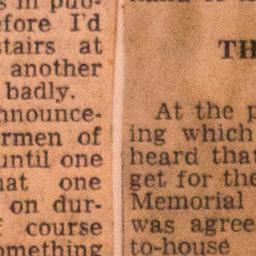 s in pub-
efore I'd
stairs at
another
badly.
nnounce-
rmen of
until one
hat one
on dur-
course
omething
TH
At the p
ing which
heard that
get for the
Memorial
was agree
to-house